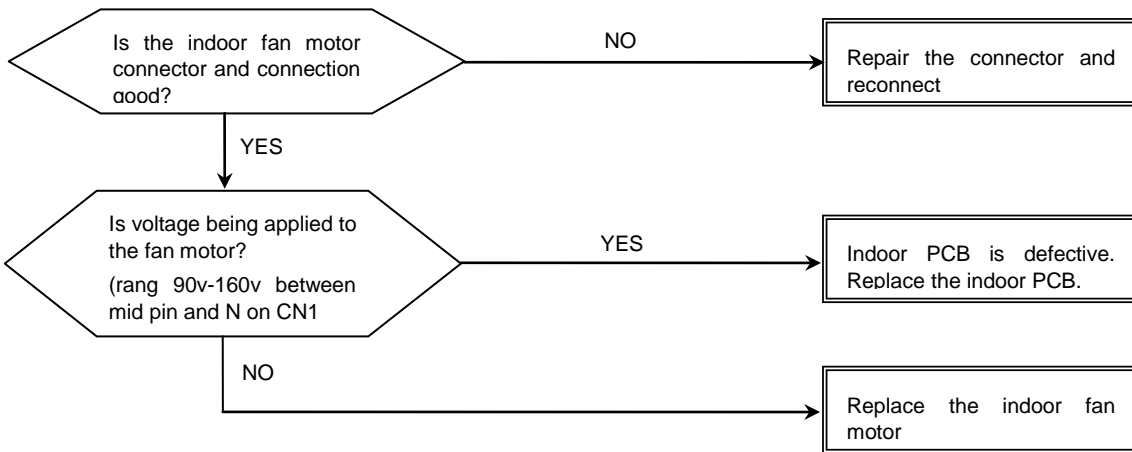 Is the indoor fan motor
connector and connection
good?
NO
Repair the connector and
reconnect
YES
Is voltage being applied to
the fan motor?
(rang 90v-160v between
mid pin and N on CN1
YES
Indoor PCB is defective.
Replace the indoor PCB.
NO
Replace the indoor fan
motor